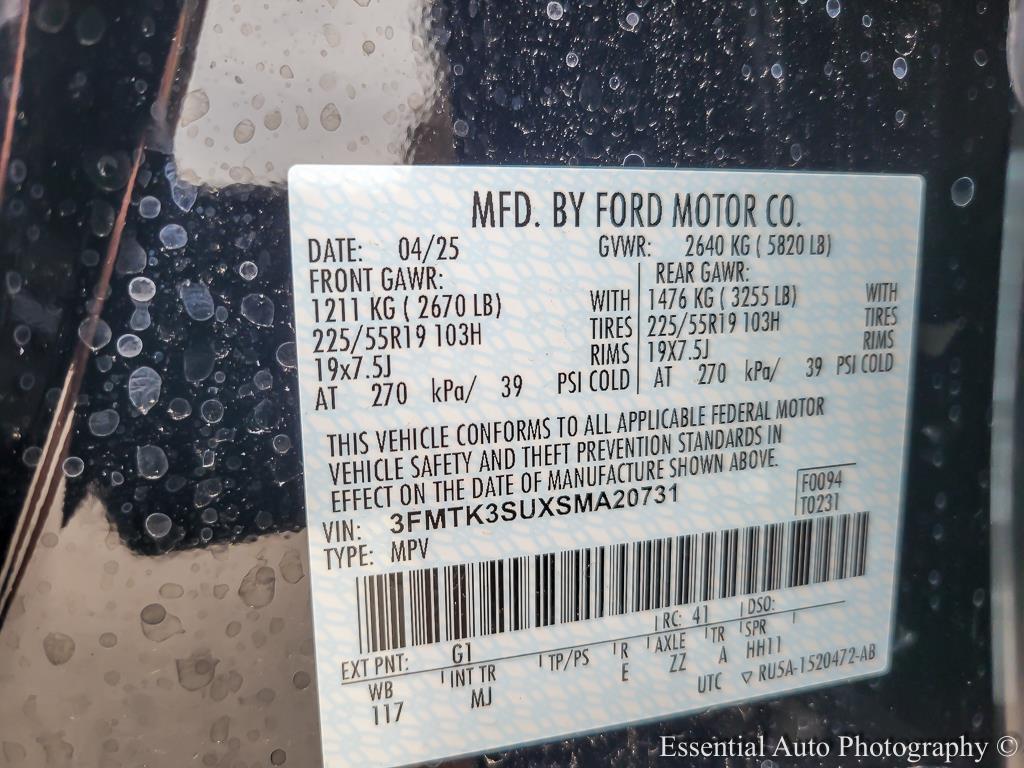 MFD. BY FORD MOTOR CO.
DATE: 04/25 GVWR: 2640 KG ( 5820 LB)
FRONT GAWR: REAR GAWR:
1211 KG ( 2670 LB) WITH 1476 KG ( 3255 LB) WITH
225/55R19 103H TIRES 225/55R19 103H TIRES
19x7.5J RIMS 19X7.5J RIMS
AT 270 kPa/ 39 PSI COLD AT 270 kPa/ 39 PSI COLD
THIS VEHICLE CONFORMS TO ALL APPLICABLE FEDERAL MOTOR
VEHICLE SAFETY AND THEFT PREVENTION STANDARDS IN
EFFECT ON THE DATE OF MANUFACTURE SHOWN ABOVE.
F0094
VIN: 3FMTK3SUXSMA20731 T0231
TYPE: MPV
EXT PNT: G1 RC: 41 DSO:
WB INT TR TP/PS R AXLE TR SPR
117 MJ E ZZ A HH11
UTC ▽ RU5A-1520472-AB
Essential Auto Photography ©